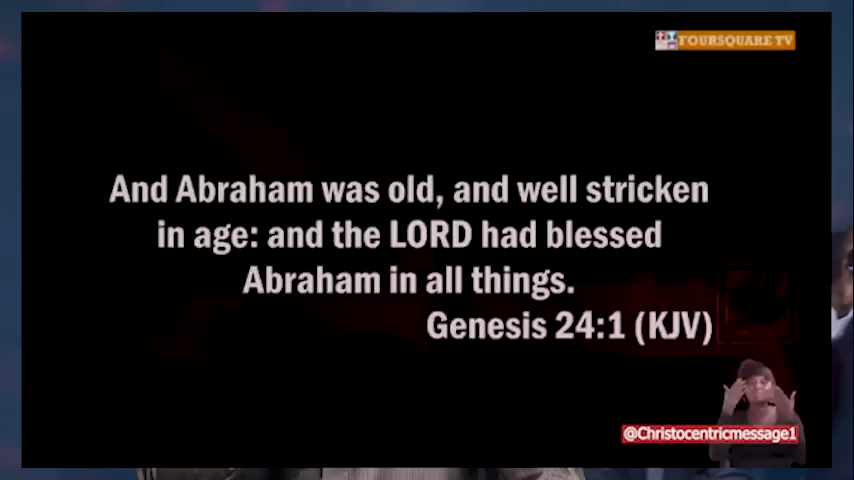 FOURSQUARE TV
And Abraham was old, and well stricken
in age: and the LORD had blessed
Abraham in all things.
Genesis 24:1 (KJV)
@Christocentricmessage1